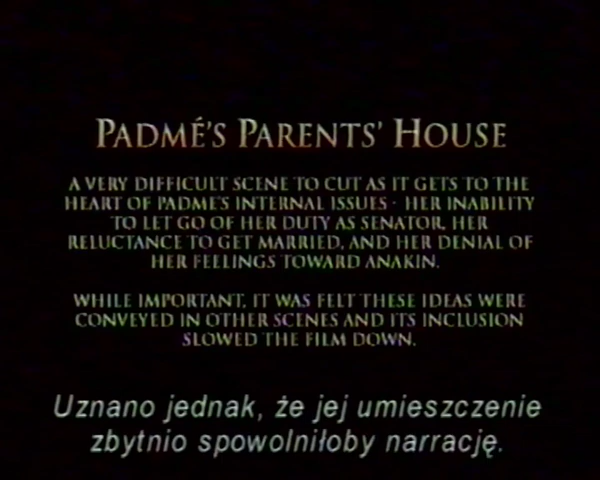 PADMÉ'S PARENTS' HOUSE
A VERY DIFFICULT SCENE TO CUT AS IT GETS TO THE
HEART OF PADMÉ'S INTERNAL ISSUES - HER INABILITY
TO LET GO OF HER DUTY AS SENATOR, HER
RELUCTANCE TO GET MARRIED, AND HER DENIAL OF
HER FEELINGS TOWARD ANAKIN.
WHILE IMPORTANT, IT WAS FELT THESE IDEAS WERE
CONVEYED IN OTHER SCENES AND ITS INCLUSION
SLOWED THE FILM DOWN.
Uznano jednak, że jej umieszczenie
zbytnio spowolniłoby narrację.